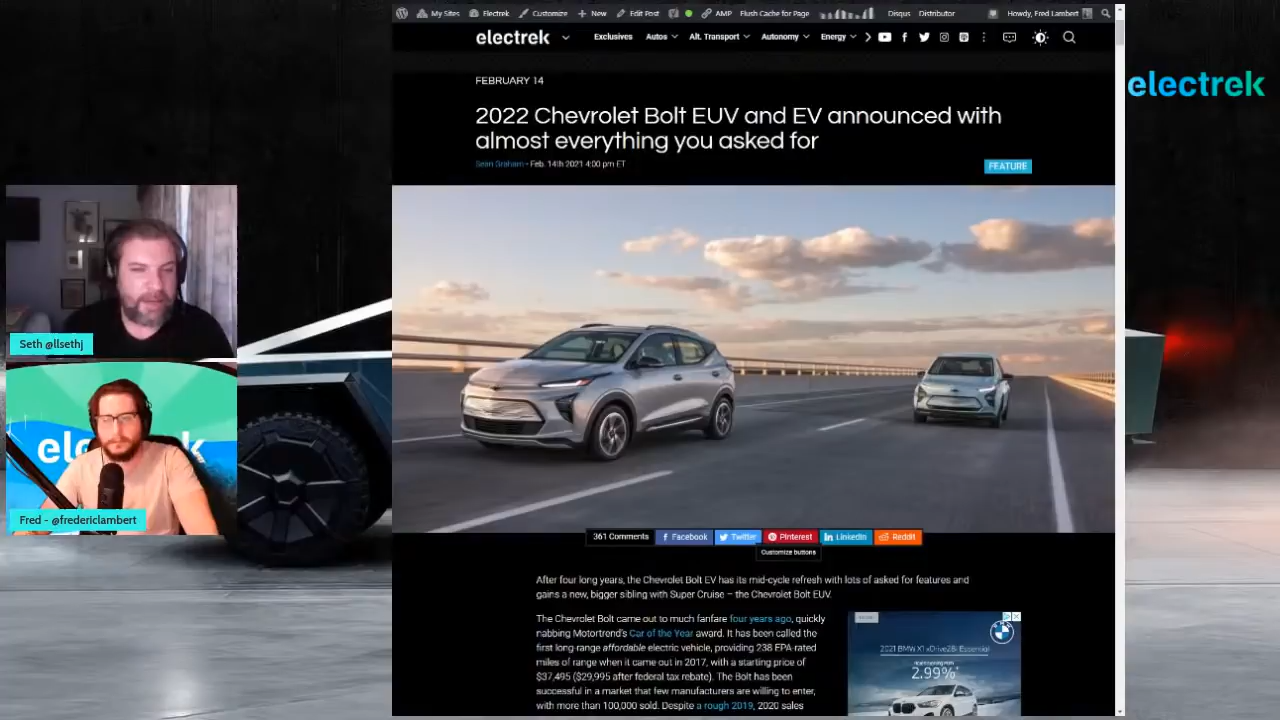 My Sites Electrek Customize New Edit Post AMP Flush Cache for Page Disqus Distributor Howdy, Fred Lambert
electrek Exclusives Autos Alt. Transport Autonomy Energy
electrek
FEBRUARY 14
2022 Chevrolet Bolt EUV and EV announced with
almost everything you asked for
Sean Graham - Feb. 14th 2021 4:00 pm ET
FEATURE
Seth @llsethj
electrek
Fred - @fredericlambert
361 Comments Facebook Twitter Pinterest LinkedIn Reddit
Customize buttons
After four long years, the Chevrolet Bolt EV has its mid-cycle refresh with lots of asked for features and
gains a new, bigger sibling with Super Cruise – the Chevrolet Bolt EUV.
The Chevrolet Bolt came out to much fanfare four years ago, quickly
nabbing Motortrend's Car of the Year award. It has been called the
first long-range affordable electric vehicle, providing 238 EPA-rated
miles of range when it came out in 2017, with a starting price of
$37,495 ($29,995 after federal tax rebate). The Bolt has been
successful in a market that few manufacturers are willing to enter,
with more than 100,000 sold. Despite a rough 2019, 2020 sales
2021 BMW X1 xDrive28i Essential
2.99%*